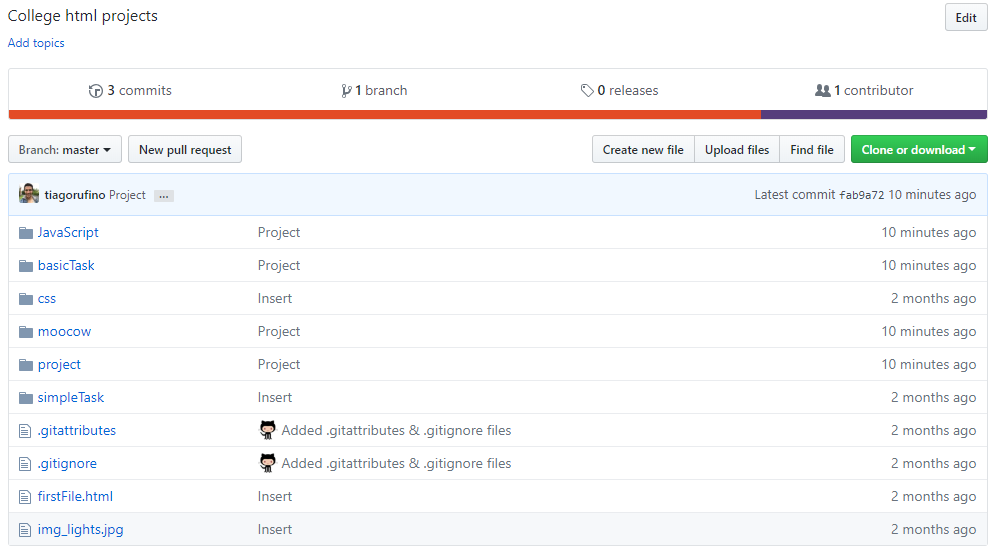 College html projects
Edit
Add topics
3 commits 1 branch 0 releases 1 contributor
Branch: master New pull request Create new file Upload files Find file Clone or download
tiagorufino Project ... Latest commit fab9a72 10 minutes ago
JavaScript Project 10 minutes ago
basicTask Project 10 minutes ago
css Insert 2 months ago
moocow Project 10 minutes ago
project Project 10 minutes ago
simpleTask Insert 2 months ago
.gitattributes Added .gitattributes & .gitignore files 2 months ago
.gitignore Added .gitattributes & .gitignore files 2 months ago
firstFile.html Insert 2 months ago
img_lights.jpg Insert 2 months ago